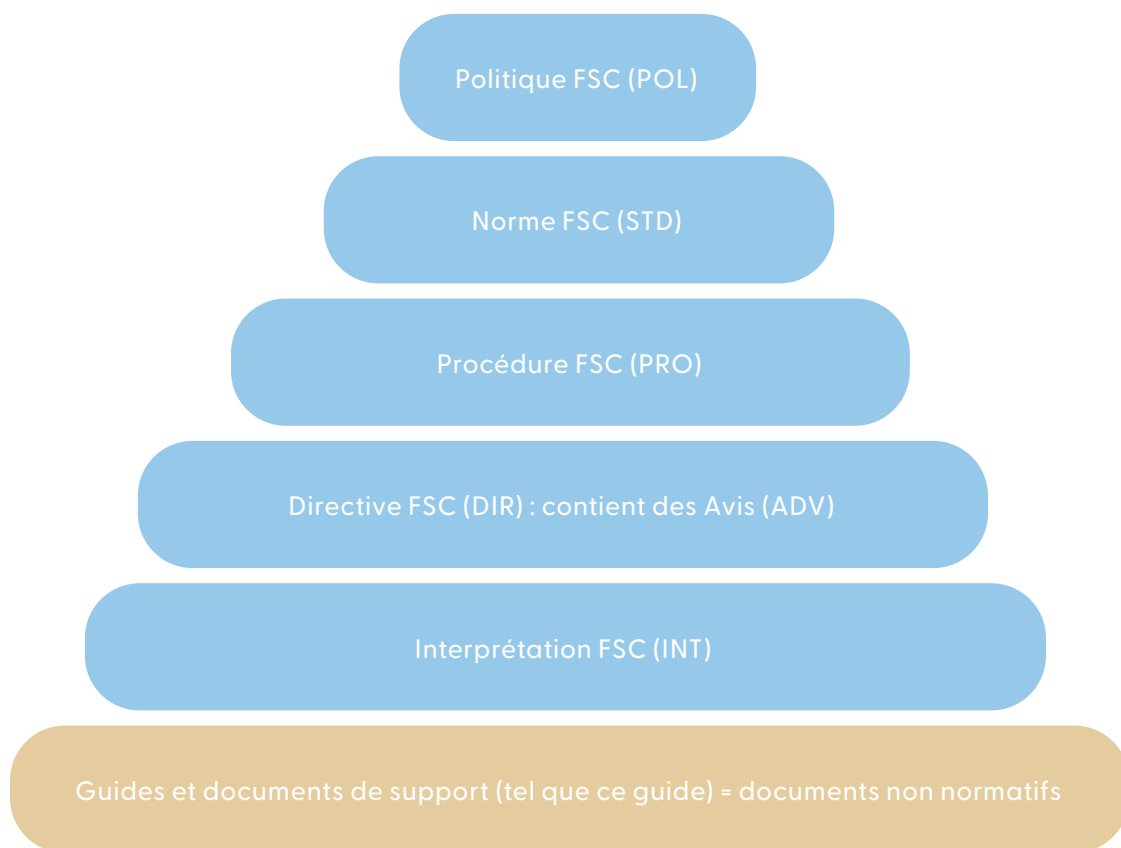 Politique FSC (POL)
Norme FSC (STD)
Procédure FSC (PRO)
Directive FSC (DIR) : contient des Avis (ADV)
Interprétation FSC (INT)
Guides et documents de support (tel que ce guide) = documents non normatifs